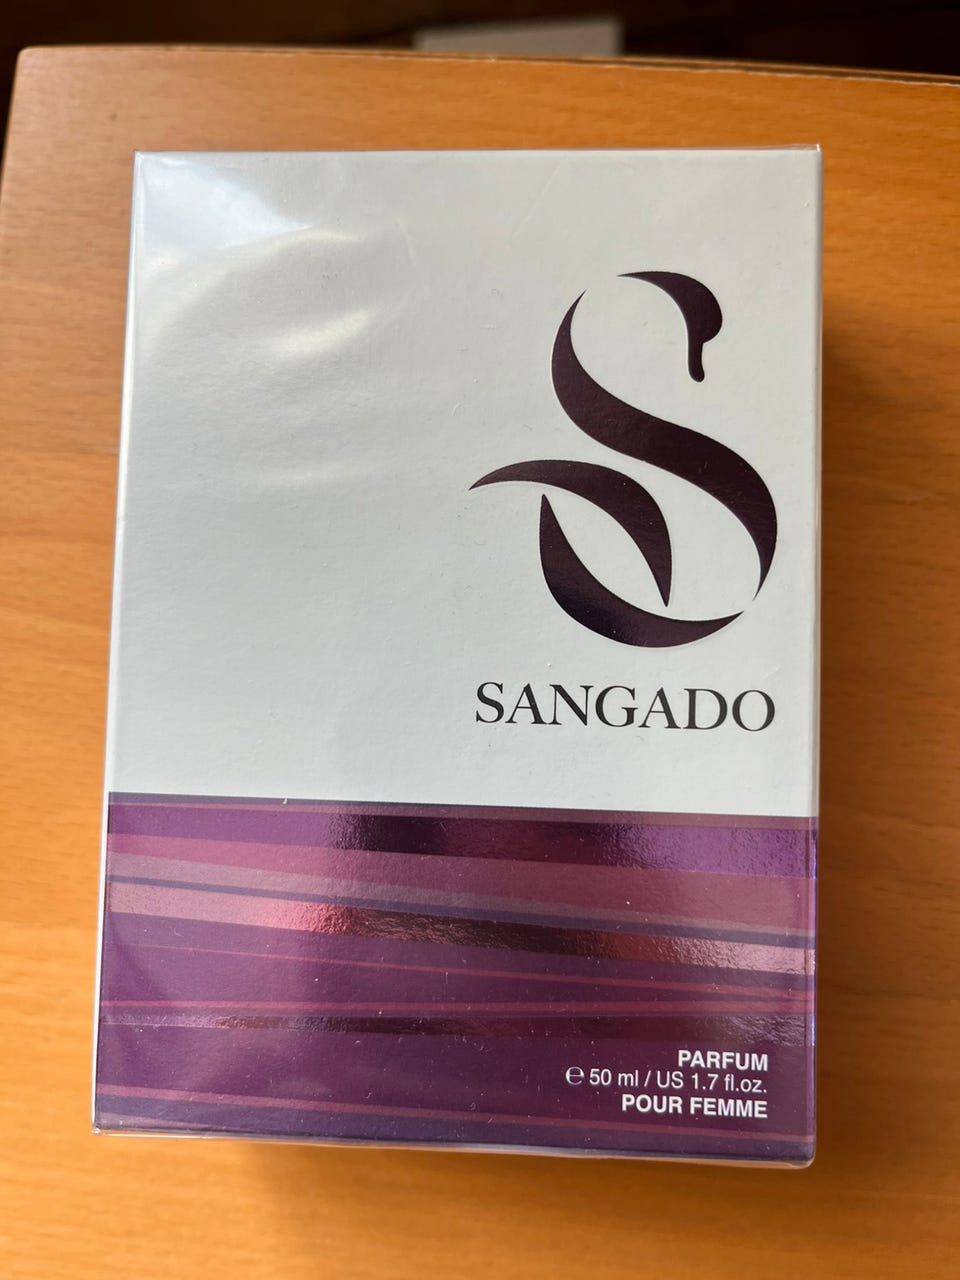 SANGADO
PARFUM
℮ 50 ml / US 1.7 fl.oz.
POUR FEMME